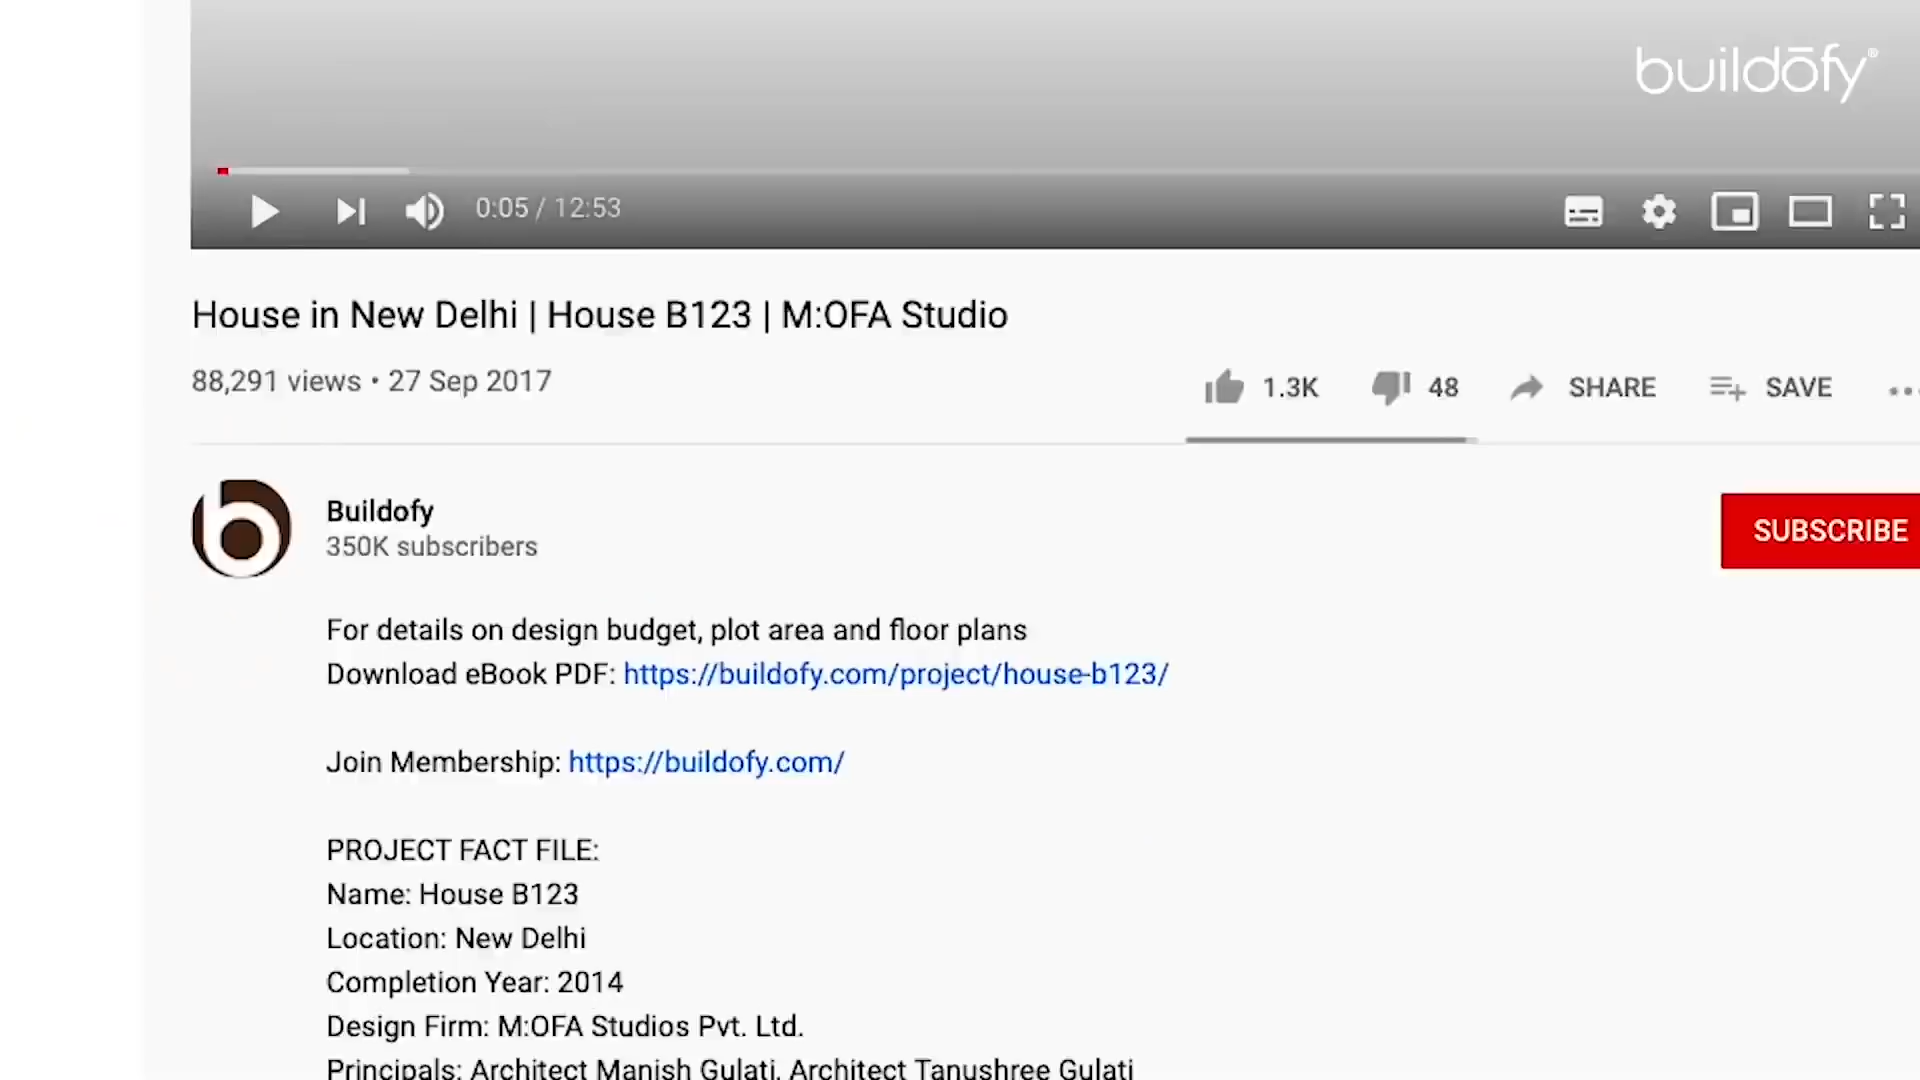 buildōfy®
0:05 / 12:53
House in New Delhi | House B123 | M:OFA Studio
88,291 views • 27 Sep 2017
1.3K 48 SHARE SAVE
Buildofy
350K subscribers
SUBSCRIBE
For details on design budget, plot area and floor plans
Download eBook PDF: https://buildofy.com/project/house-b123/
Join Membership: https://buildofy.com/
PROJECT FACT FILE:
Name: House B123
Location: New Delhi
Completion Year: 2014
Design Firm: M:OFA Studios Pvt. Ltd.
Principals: Architect Manish Gulati, Architect Tanushree Gulati